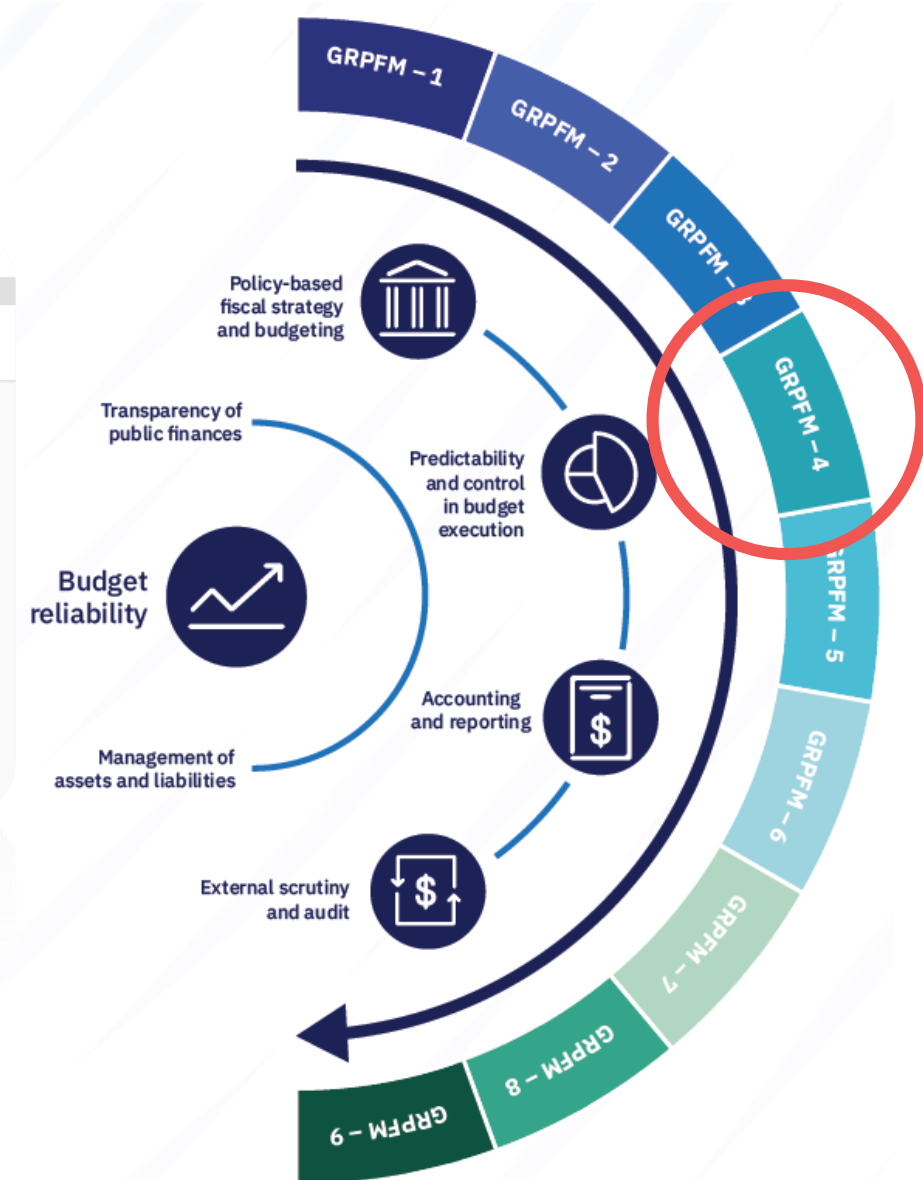 GRPFM – 1
GRPFM – 2
GRPFM – 3
GRPFM – 4
GRPFM – 5
GRPFM – 6
GRPFM – 7
GRPFM – 8
GRPFM – 9
Policy-based
fiscal strategy
and budgeting
Transparency of
public finances
Predictability
and control
in budget
execution
Budget
reliability
$
Accounting
and reporting
Management of
assets and liabilities
$
External scrutiny
and audit